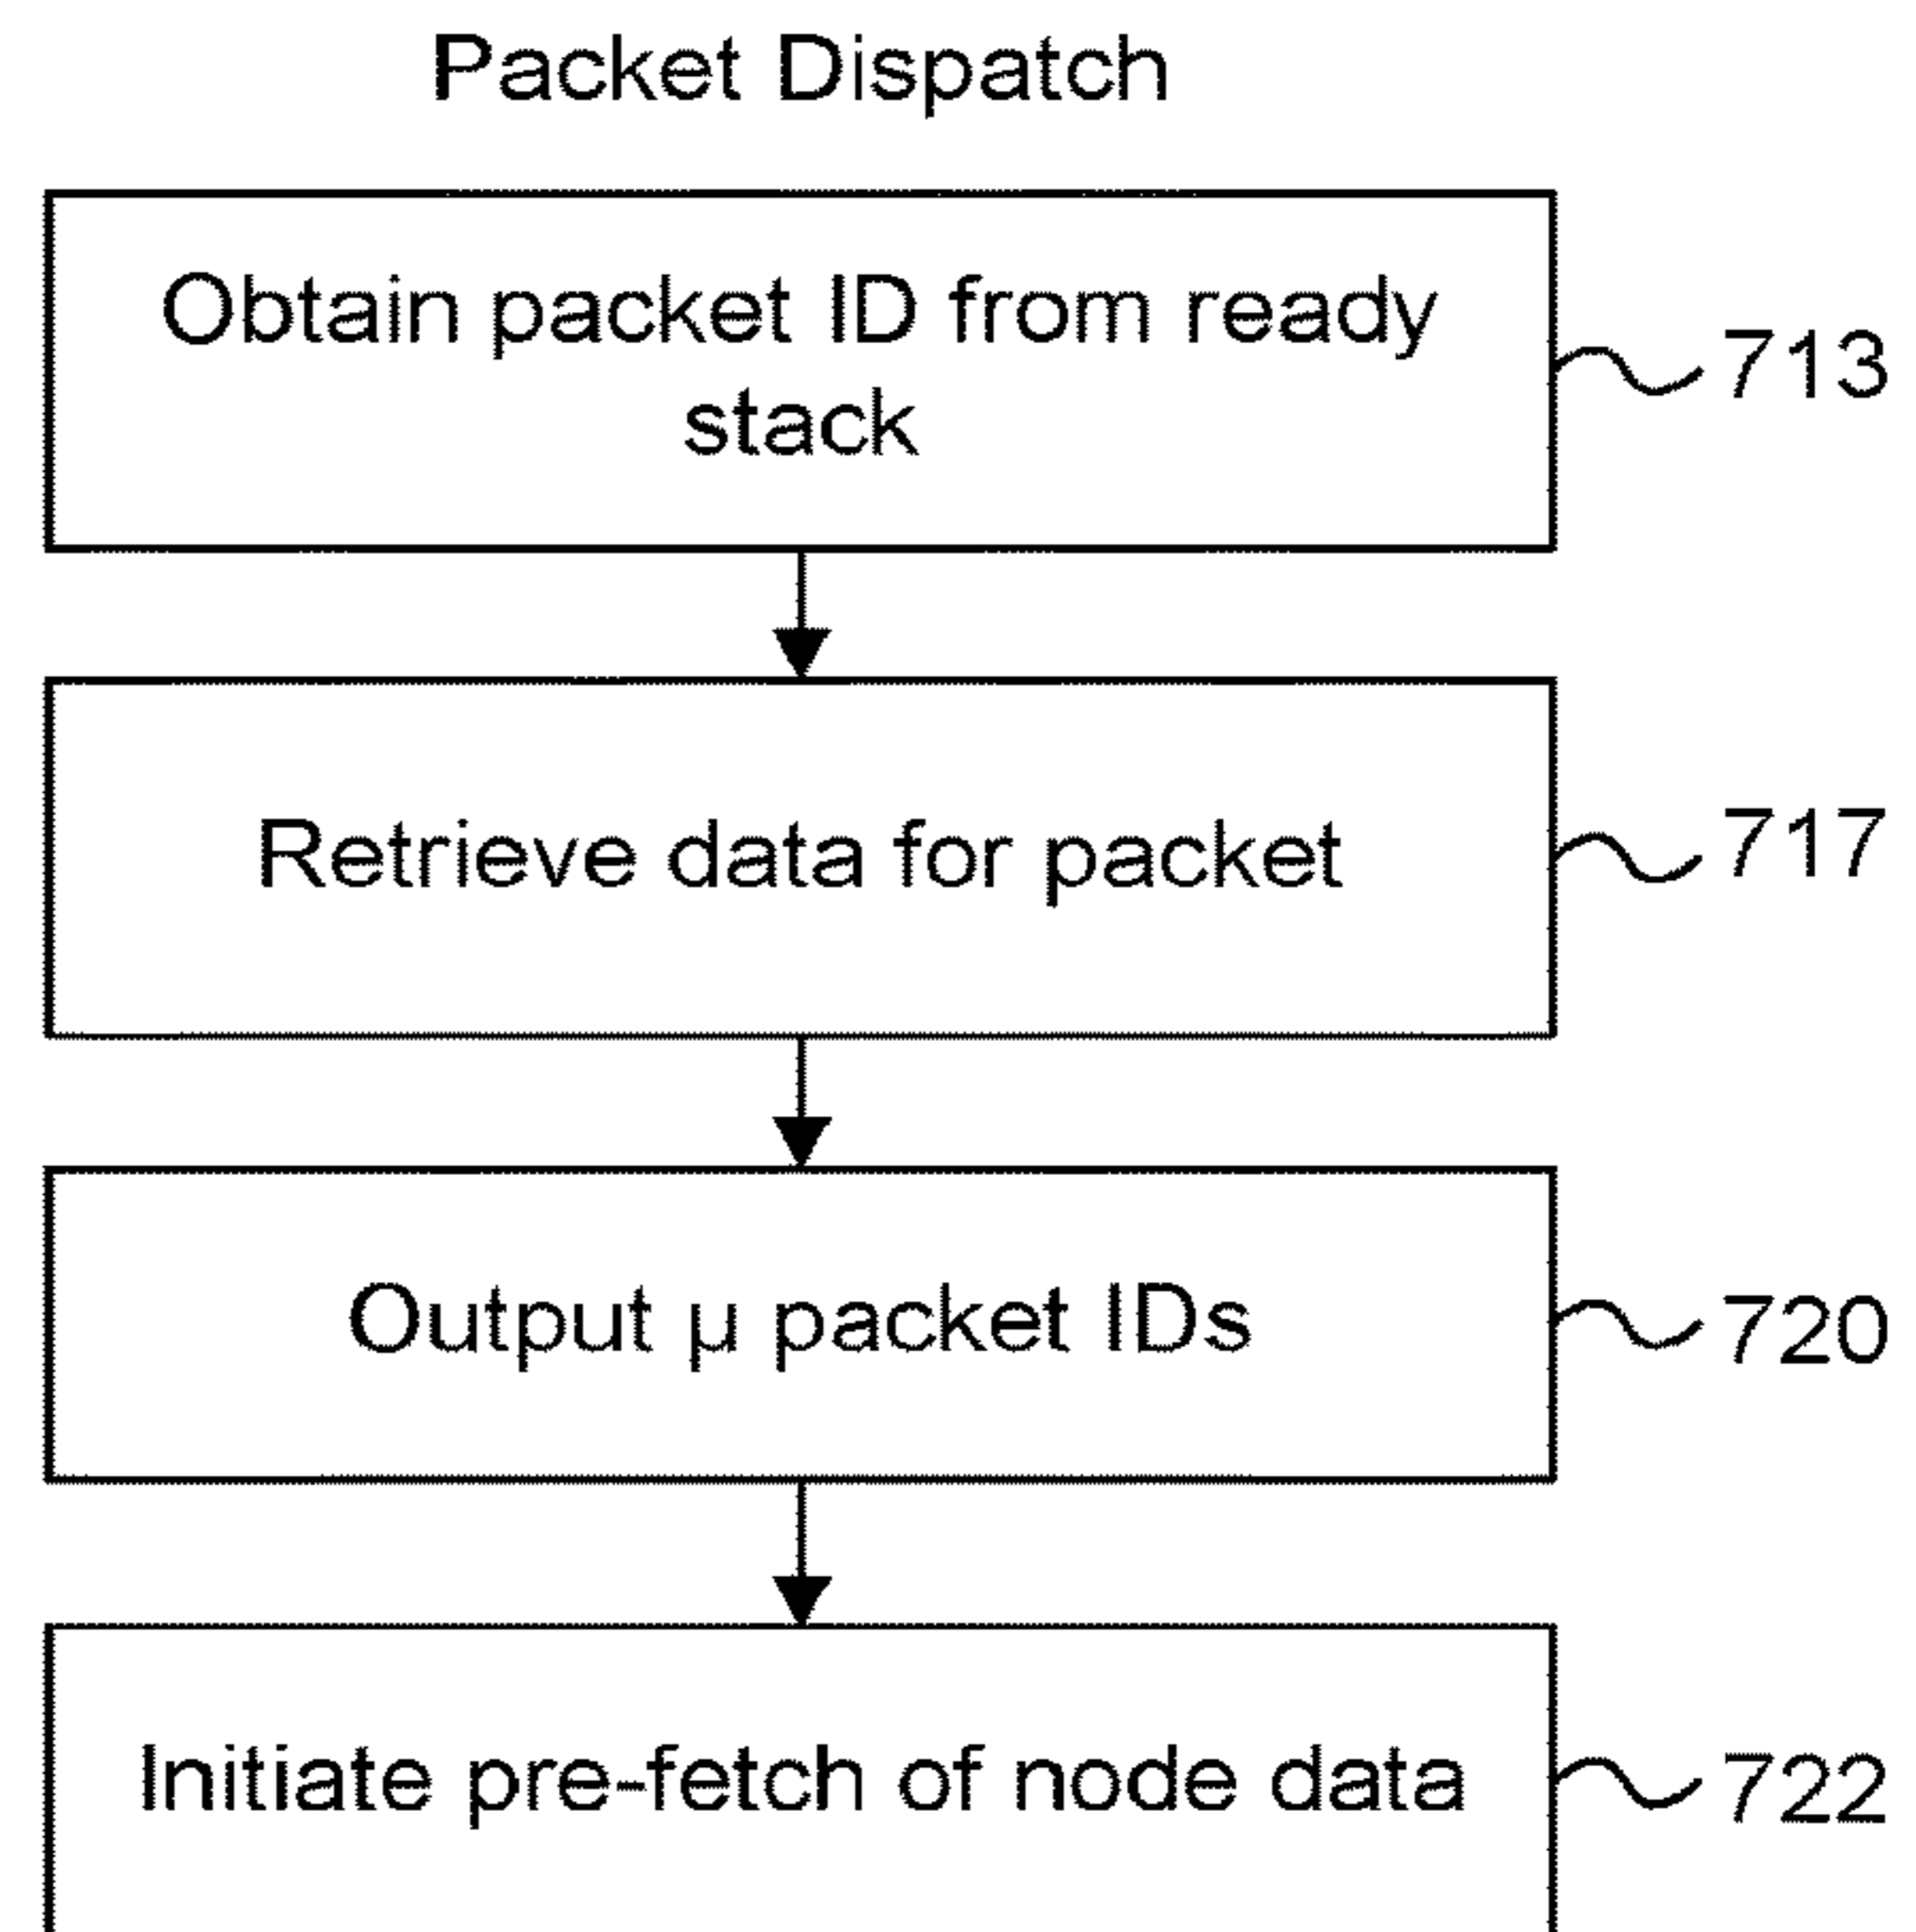 Packet Dispatch
Obtain packet ID from ready
stack
713
Retrieve data for packet
717
Output µ packet IDs
720
Initiate pre-fetch of node data
722